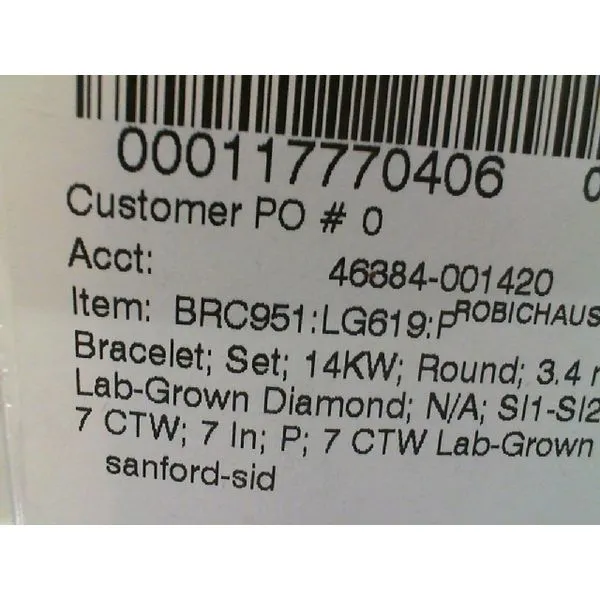 000117770406
Customer PO # 0
Acct: 46384-001420
Item: BRC951:LG619:P ROBICHAUS
Bracelet; Set; 14KW; Round; 3.4
Lab-Grown Diamond; N/A; SI1-SI2
7 CTW; 7 In; P; 7 CTW Lab-Grown
sanford-sid